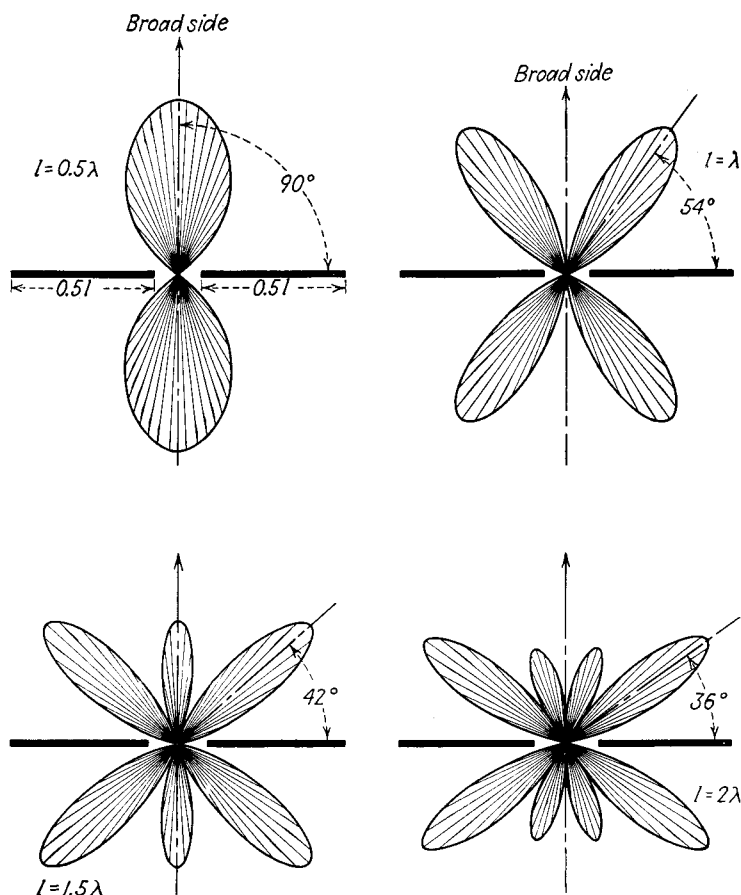 Broad side
l=0.5λ
90°
0.5l
0.5l
Broad side
l=λ
54°
42°
l=1.5λ
36°
l=2λ